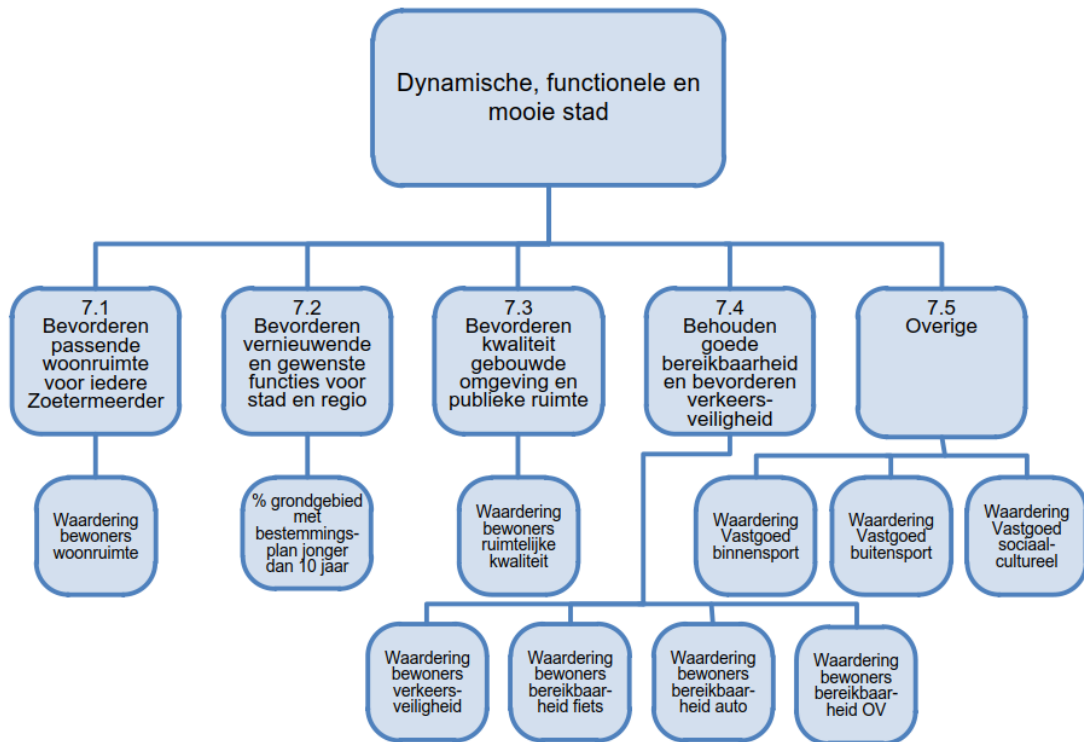 Dynamische, functionele en
mooie stad
7.1
Bevorderen
passende
woonruimte
voor iedere
Zoetermeerder
7.2
Bevorderen
vernieuwende
en gewenste
functies voor
stad en regio
7.3
Bevorderen
kwaliteit
gebouwde
omgeving en
publieke ruimte
7.4
Behouden
goede
bereikbaarheid
en bevorderen
verkeers-
veiligheid
7.5
Overige
Waardering
bewoners
woonruimte
% grondgebied
met
bestemmings-
plan jonger
dan 10 jaar
Waardering
bewoners
ruimtelijke
kwaliteit
Waardering
Vastgoed
binnensport
Waardering
Vastgoed
buitensport
Waardering
Vastgoed
sociaal-
cultureel
Waardering
bewoners
verkeers-
veiligheid
Waardering
bewoners
bereikbaar-
heid fiets
Waardering
bewoners
bereikbaar-
heid auto
Waardering
bewoners
bereikbaar-
heid OV